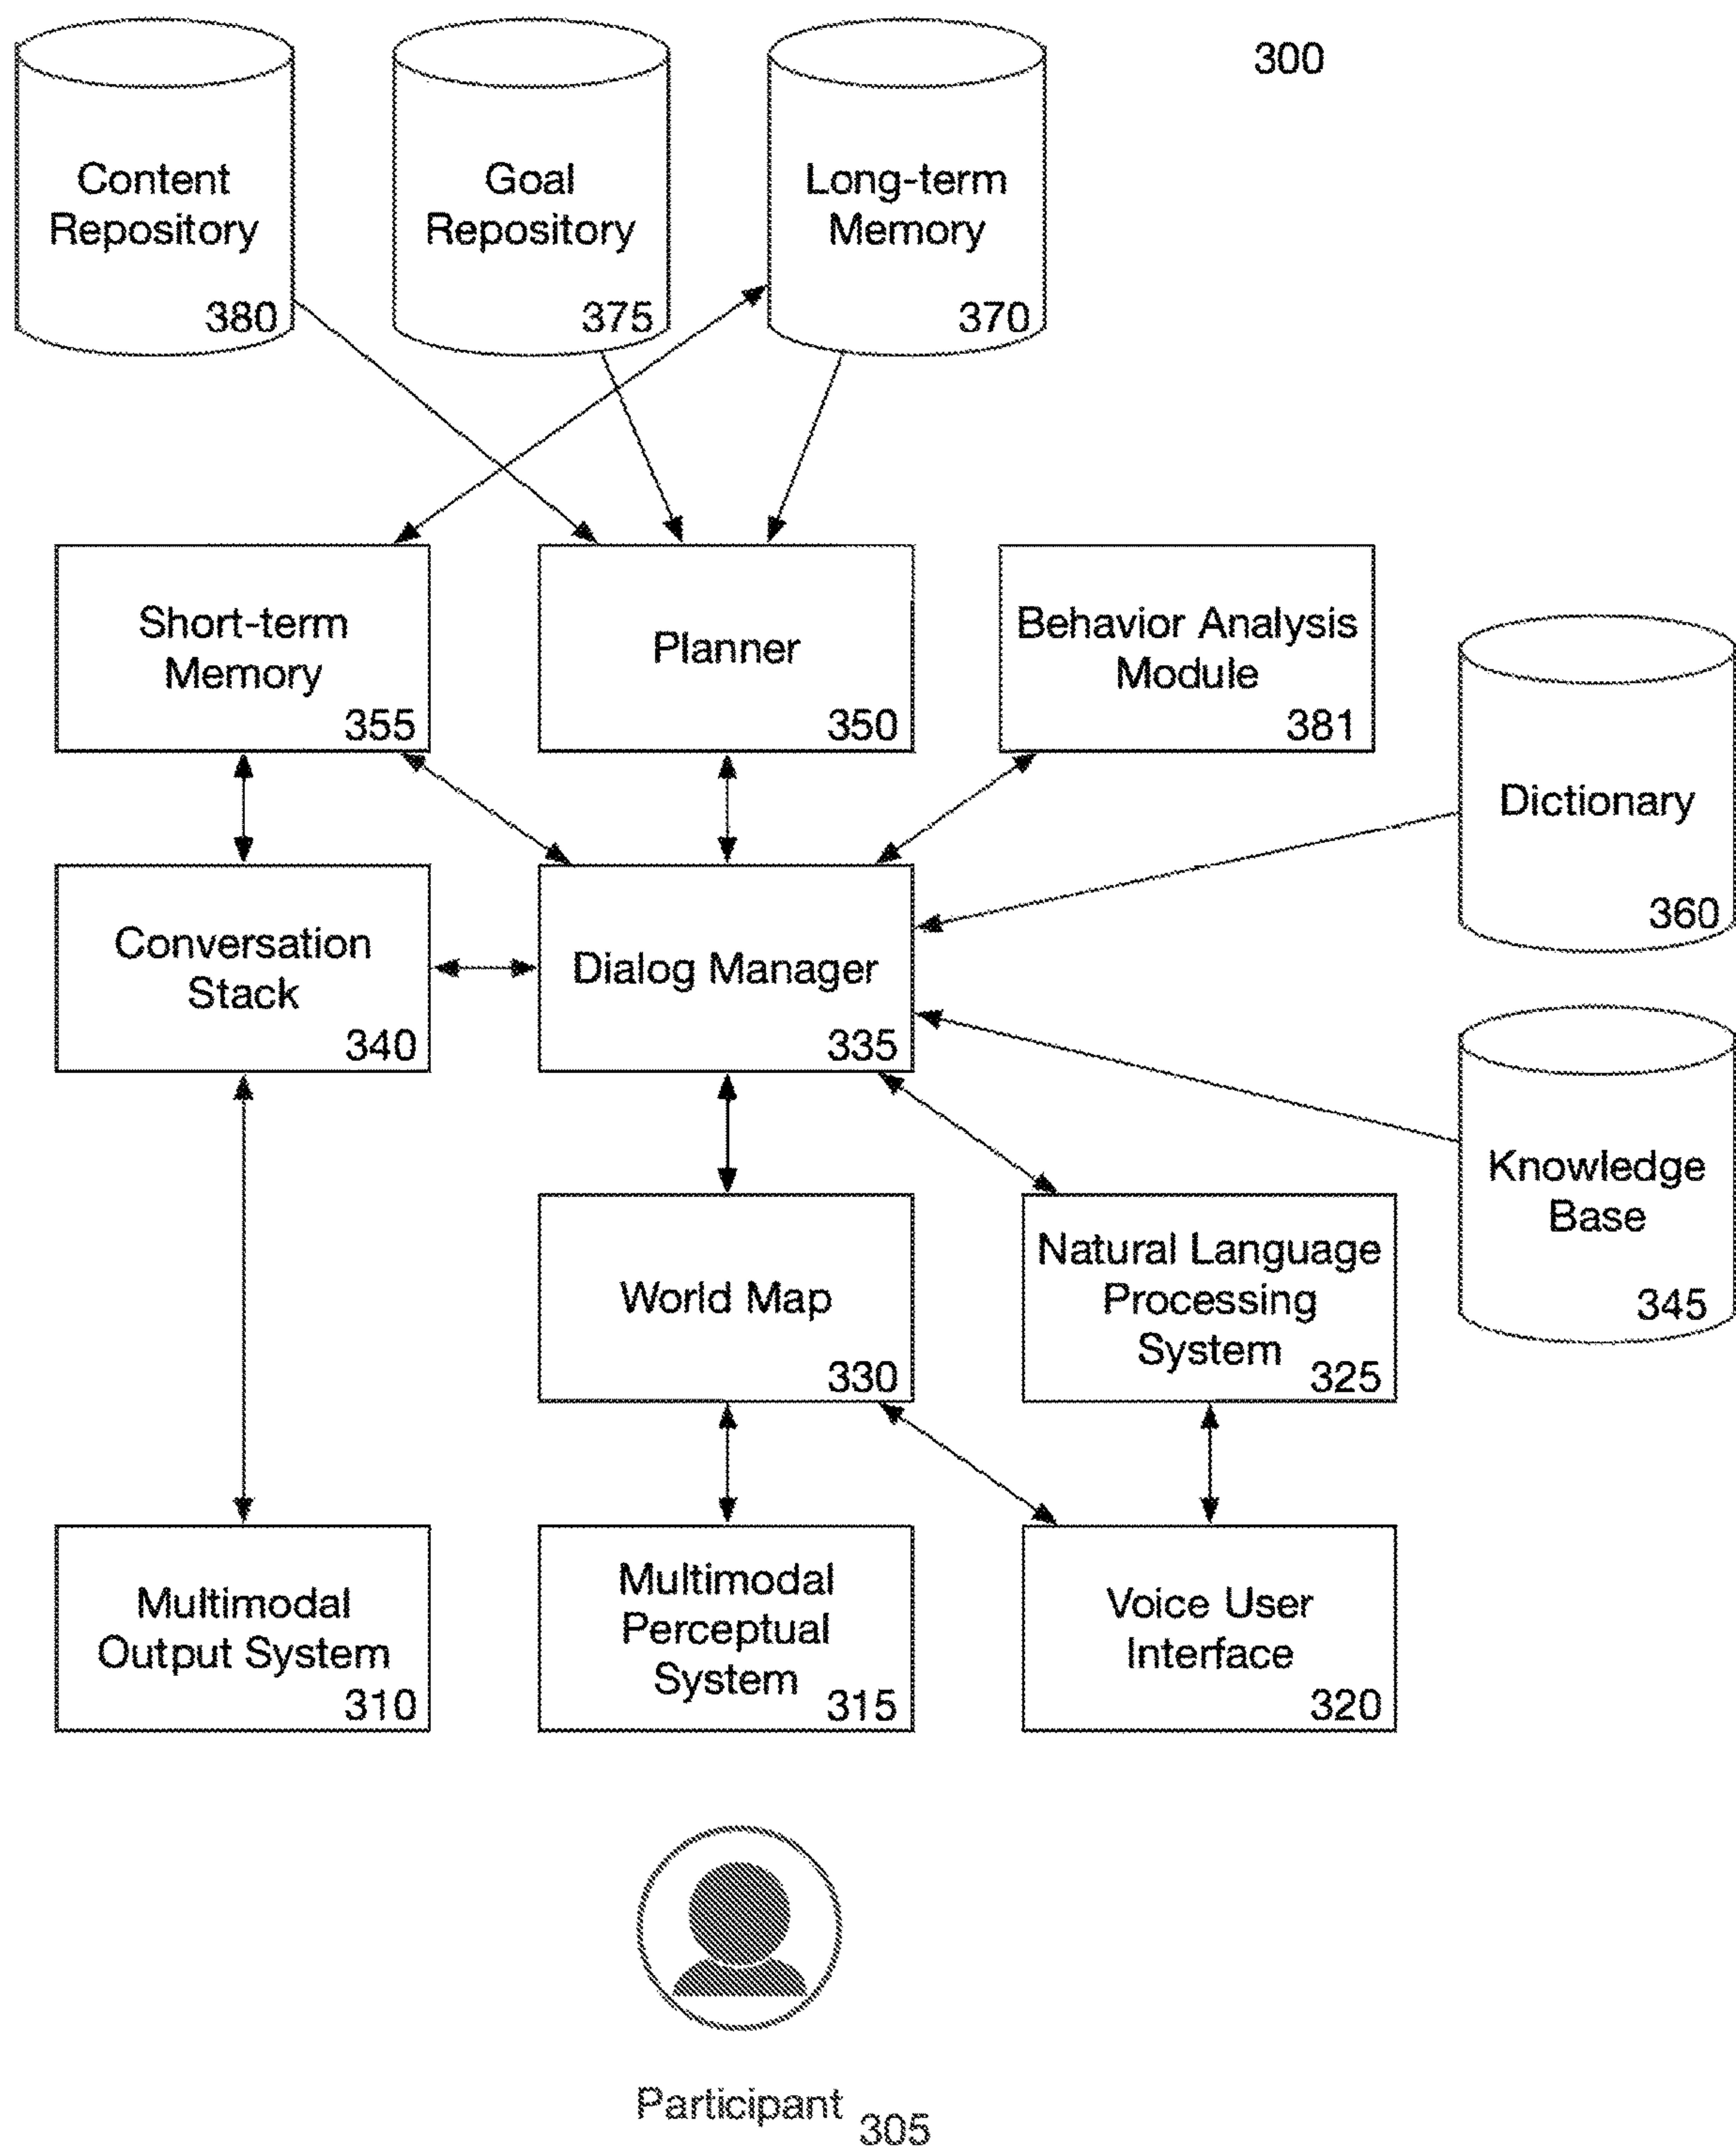 300
Content
Repository
380
Goal
Repository
375
Long-term
Memory
370
Short-term
Memory
355
Planner
350
Behavior Analysis
Module
381
Dictionary
360
Conversation
Stack
340
Dialog Manager
335
Knowledge
Base
345
World Map
330
Natural Language
Processing
System
325
Multimodal
Output System
310
Multimodal
Perceptual
System
315
Voice User
Interface
320
Participant
305